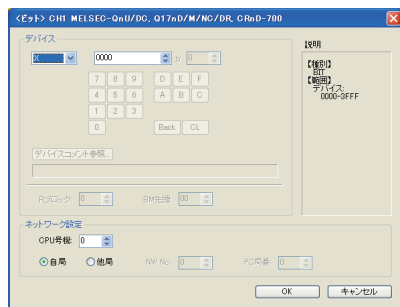 <ビット> CH1 MELSEC-QnU/DC, Q17nD/M/NC/DR, CRnD-700
デバイス
X
0000
b 0
7 8 9 D E F
4 5 6 A B C
1 2 3
0 Back CL
デバイスコメント参照...
Rブロック: 0
BM先頭: 00
説明
【種別】
BIT
【範囲】
デバイス:
0000-3FFF
ネットワーク設定
CPU号機: 0
自局 他局 NW No.: 0 PC局番: 0
OK キャンセル